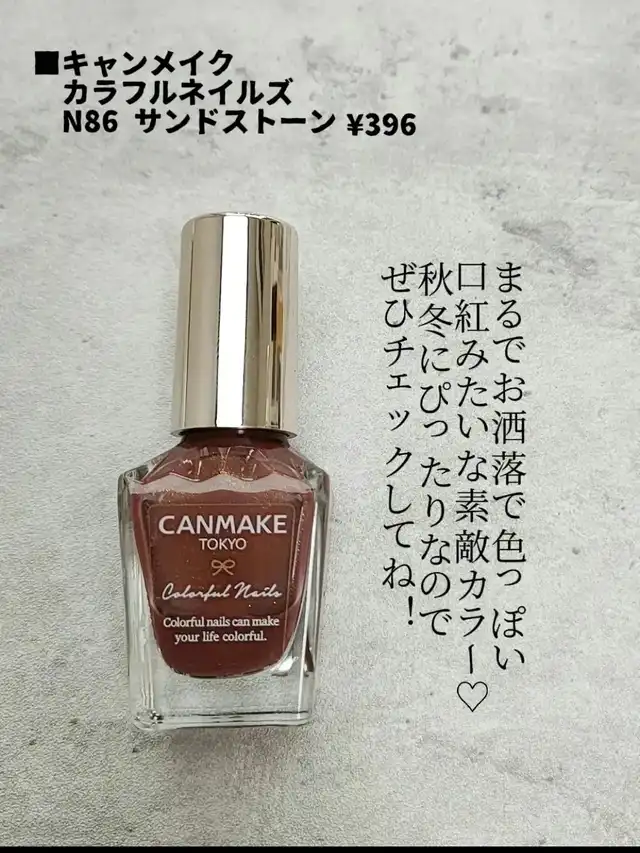 ■キャンメイク
カラフルネイルズ
N86 サンドストーン ¥396
まるでお洒落で色っぽい
口紅みたいな素敵カラー♡
秋冬にぴったりなので
ぜひチェックしてね！
CANMAKE
TOKYO
Colorful Nails
Colorful nails can make
your life colorful.